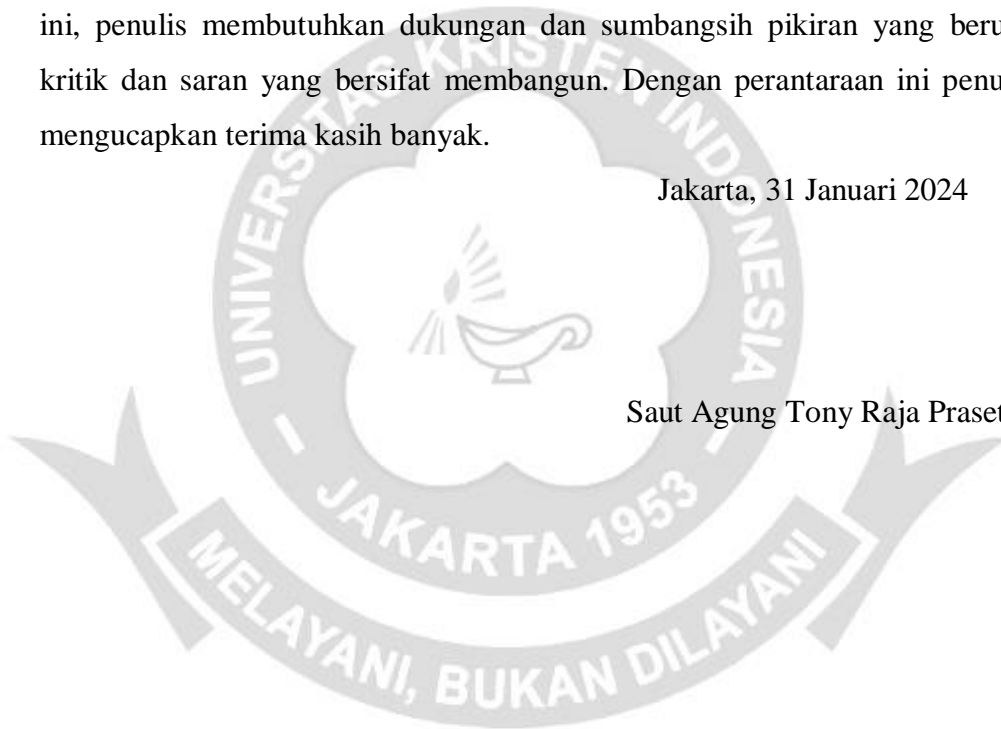 ini, penulis membutuhkan dukungan dan sumbangsih pikiran yang beru
kritik dan saran yang bersifat membangun. Dengan perantaraan ini penu
mengucapkan terima kasih banyak.
Jakarta, 31 Januari 2024
UNIVERSITAS KRISTEN INDONESIA
Saut Agung Tony Raja Praset
- JAKARTA 1953 -
MELAYANI, BUKAN DILAYANI